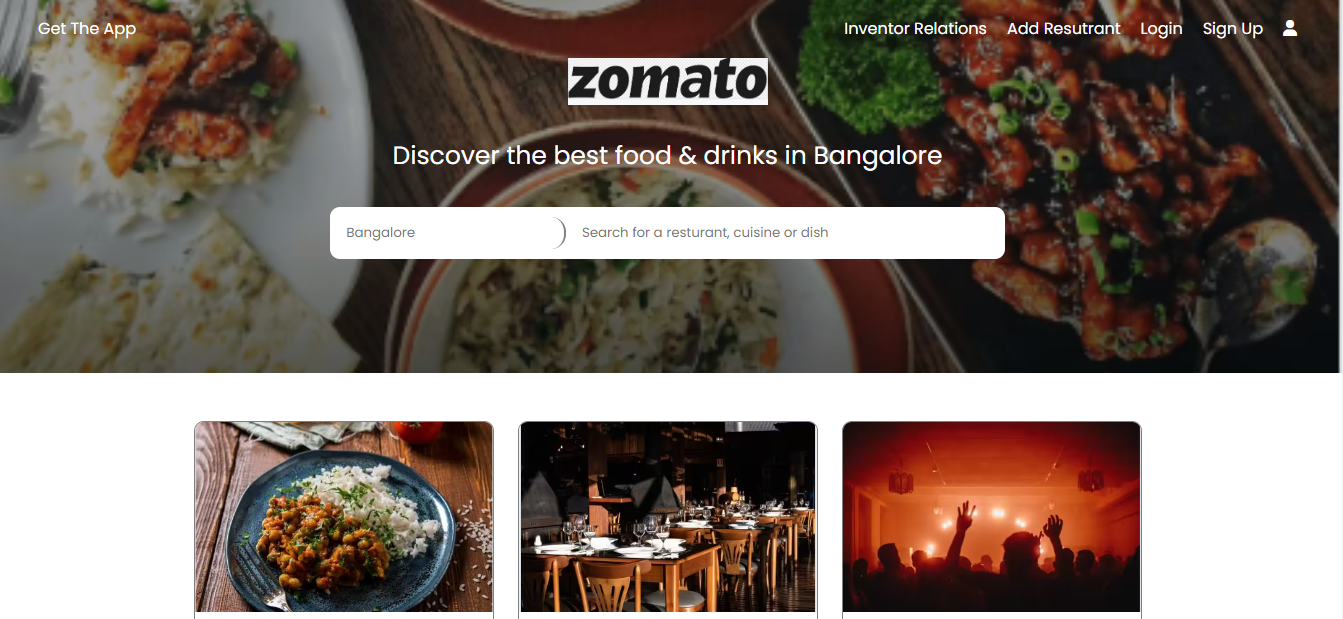 Get The App
Inventor Relations Add Resutrant Login Sign Up
zomato
Discover the best food & drinks in Bangalore
Bangalore
Search for a resturant, cuisine or dish